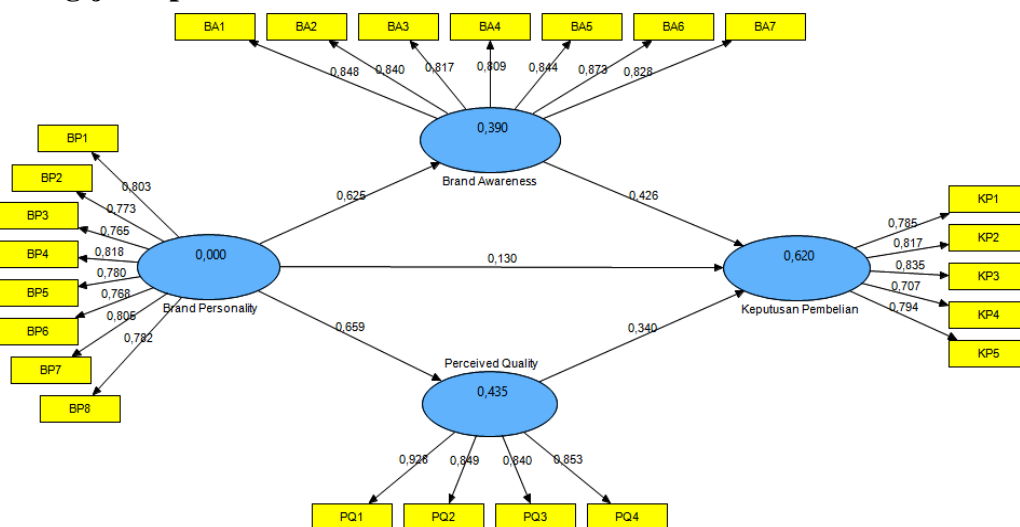 BA1 BA2 BA3 BA4 BA5 BA6 BA7
0,848 0,840 0,817 0,809 0,844 0,873 0,828
0,390
Brand Awareness
BP1
BP2
BP3
BP4
BP5
BP6
BP7
BP8
0,803
0,773
0,765
0,818
0,780
0,768
0,805
0,782
0,000
Brand Personality
0,625
0,130
0,659
0,426
0,340
0,620
Keputusan Pembelian
0,785
0,817
0,835
0,707
0,794
KP1
KP2
KP3
KP4
KP5
Perceived Quality
0,435
0,928 0,849 0,840 0,853
PQ1 PQ2 PQ3 PQ4